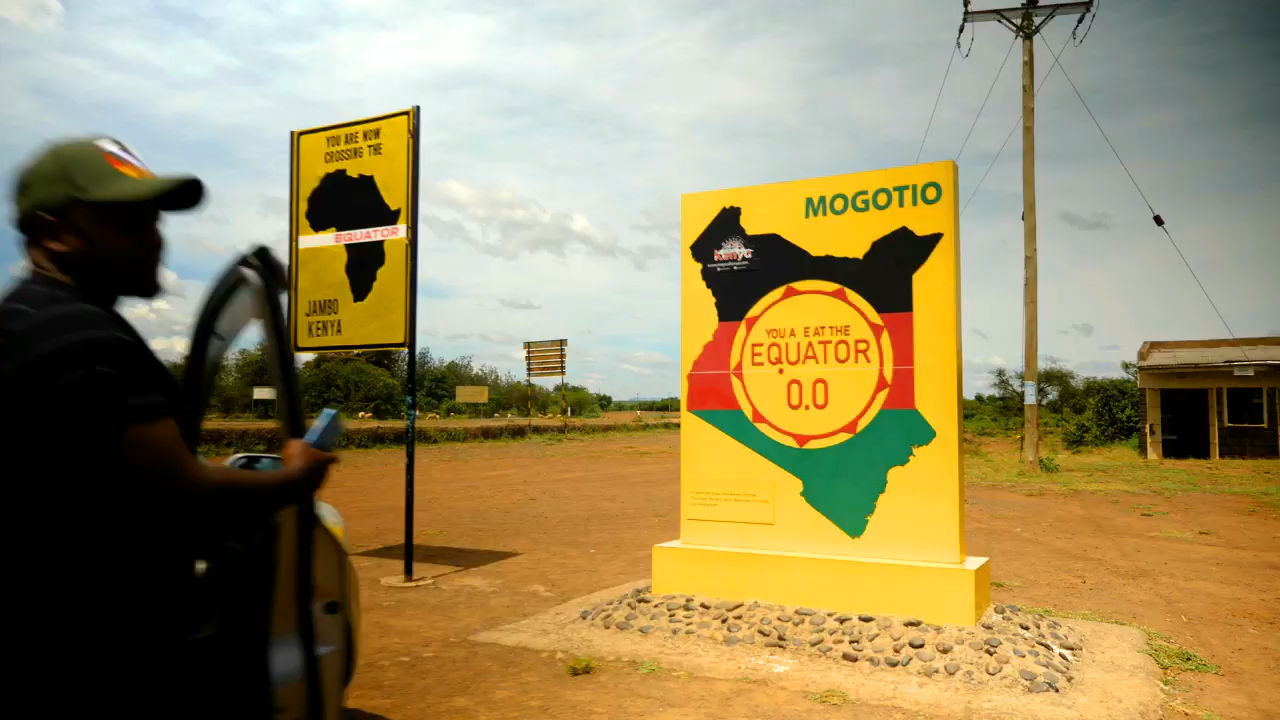 YOU ARE NOW
CROSSING THE
EQUATOR
JAMBO
KENYA
MOGOTIO
Kenya
YOU A E AT THE
EQUATOR
0.0